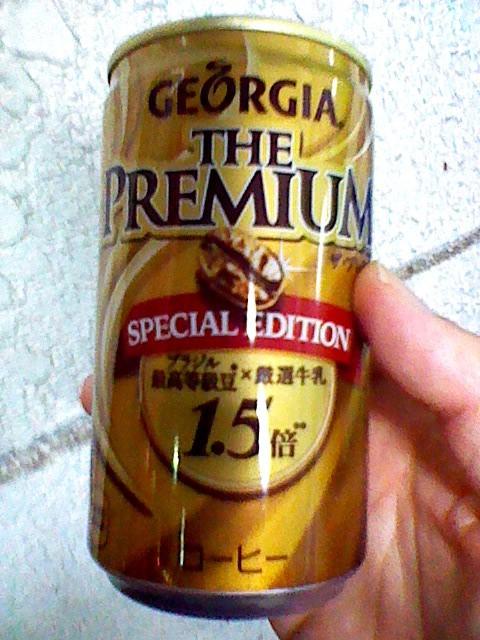 GEORGIA
THE
PREMIUM
SPECIAL EDITION
ブラジル
最高等級豆*×厳選牛乳
1.5倍**
コーヒー